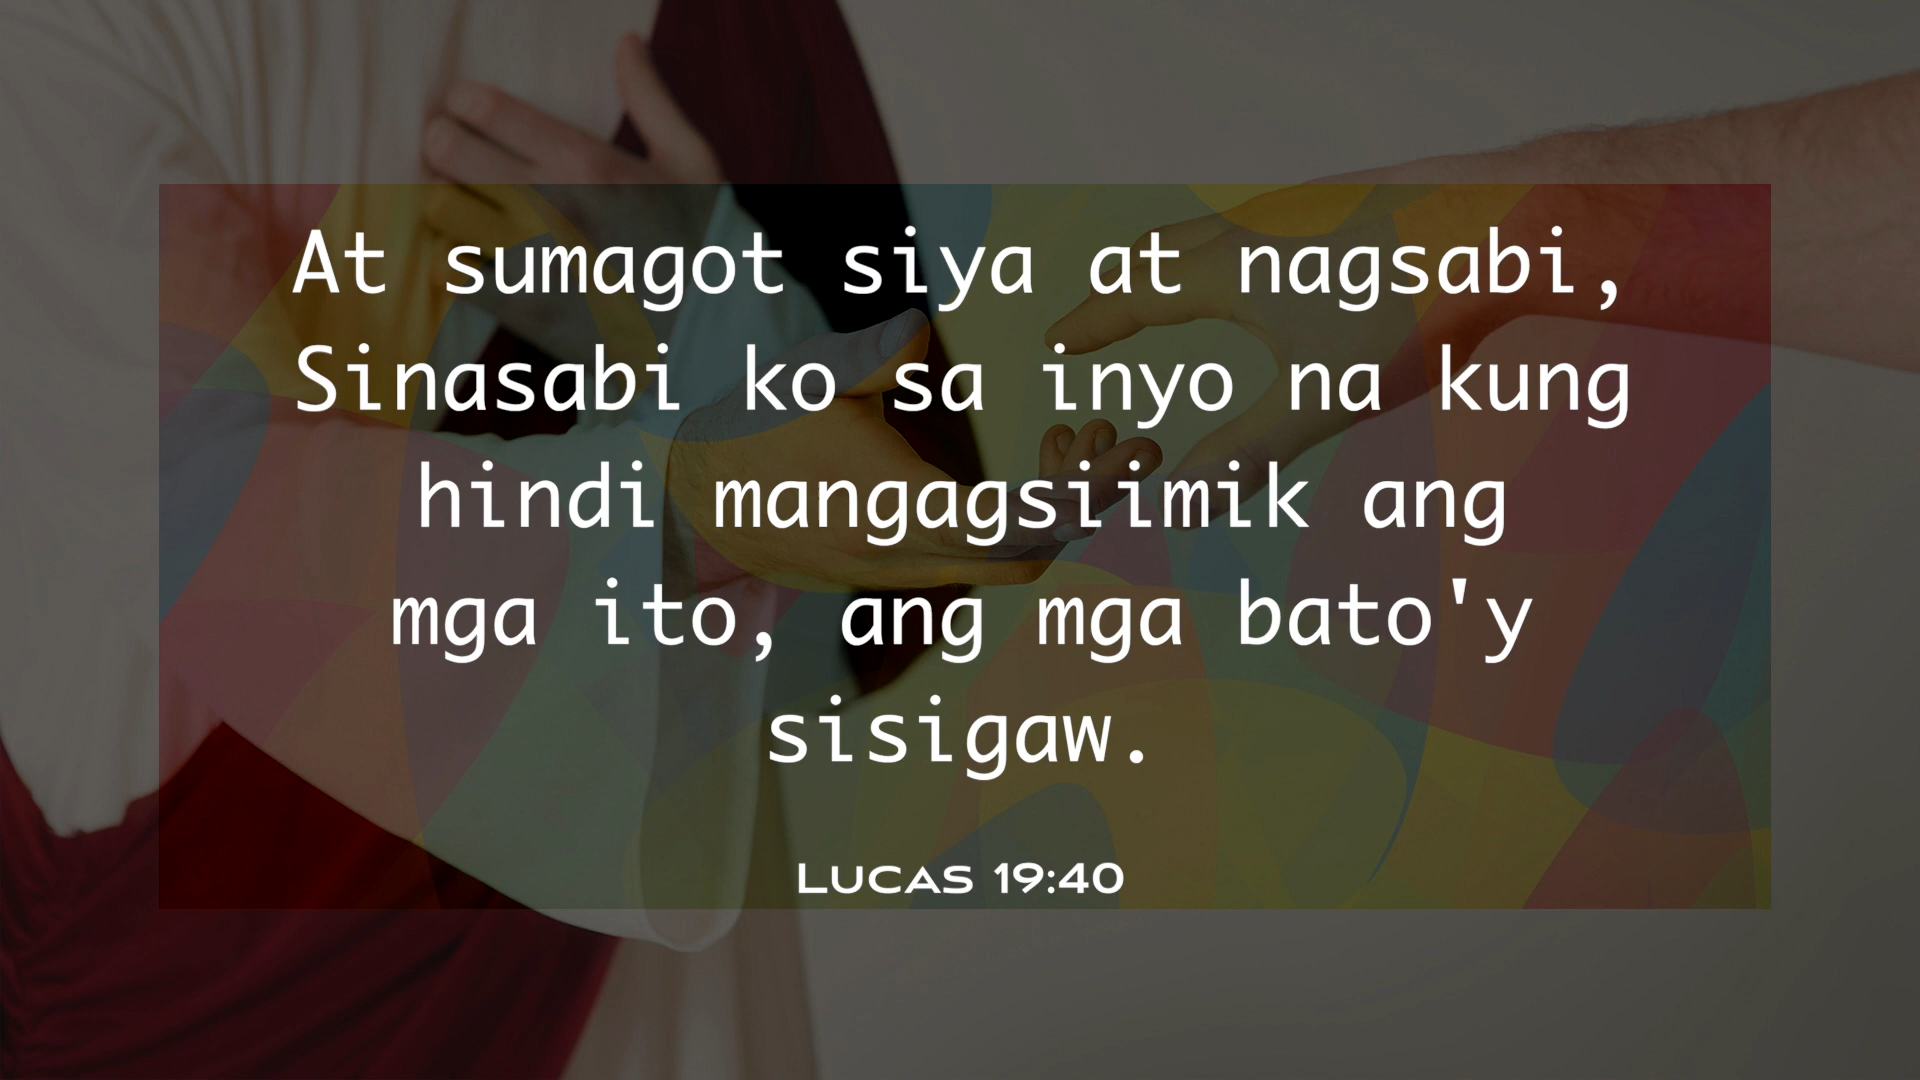 At sumagot siya at nagsabi,
Sinasabi ko sa inyo na kung
hindi mangagsiimik ang
mga ito, ang mga bato'y
sisigaw.
LUCAS 19:40